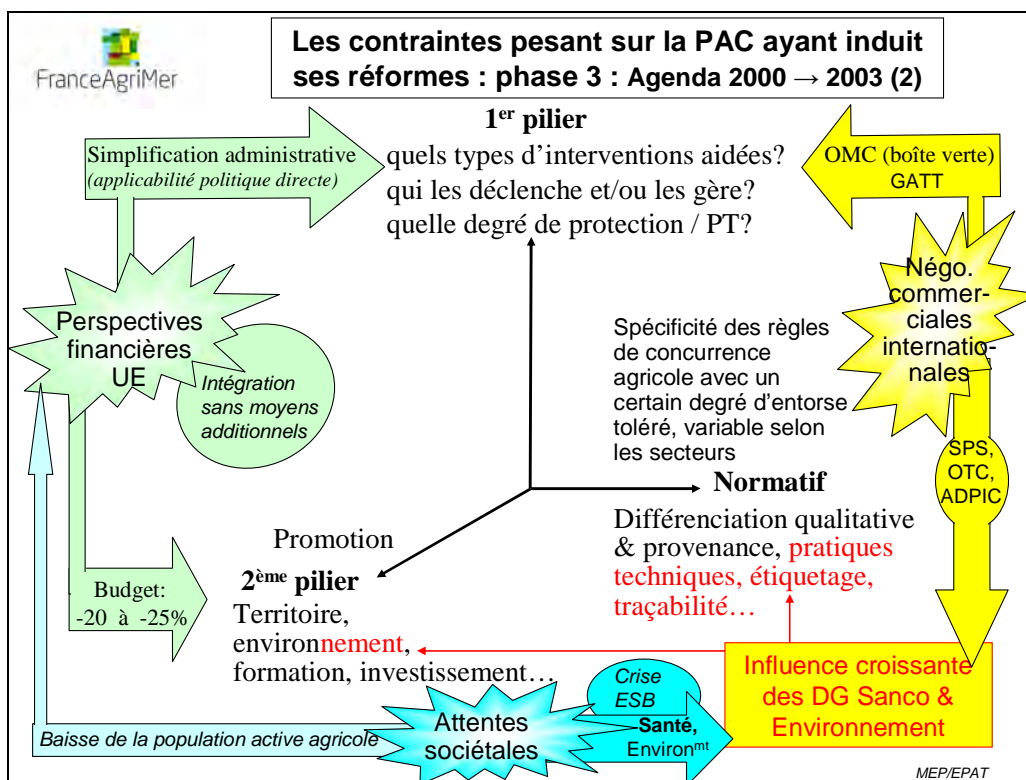 FranceAgriMer
Les contraintes pesant sur la PAC ayant induit
ses réformes : phase 3 : Agenda 2000 → 2003 (2)
1er pilier
quels types d'interventions aidées?
qui les déclenche et/ou les gère?
quelle degré de protection / PT?
Simplification administrative
(applicabilité politique directe)
OMC (boîte verte)
GATT
Perspectives
financières
UE
Intégration
sans moyens
additionnels
Négo.
commer-
ciales
internatio-
nales
Spécificité des règles
de concurrence
agricole avec un
certain degré d'entorse
toléré, variable selon
les secteurs
SPS,
OTC,
ADPIC
Normatif
Différenciation qualitative
& provenance, pratiques
techniques, étiquetage,
traçabilité…
Promotion
2ème pilier
Territoire,
environnement,
formation, investissement…
Budget:
-20 à -25%
Influence croissante
des DG Sanco &
Environnement
Crise
ESB
Santé,
Environmt
Attentes
sociétales
Baisse de la population active agricole
MEP/EPAT